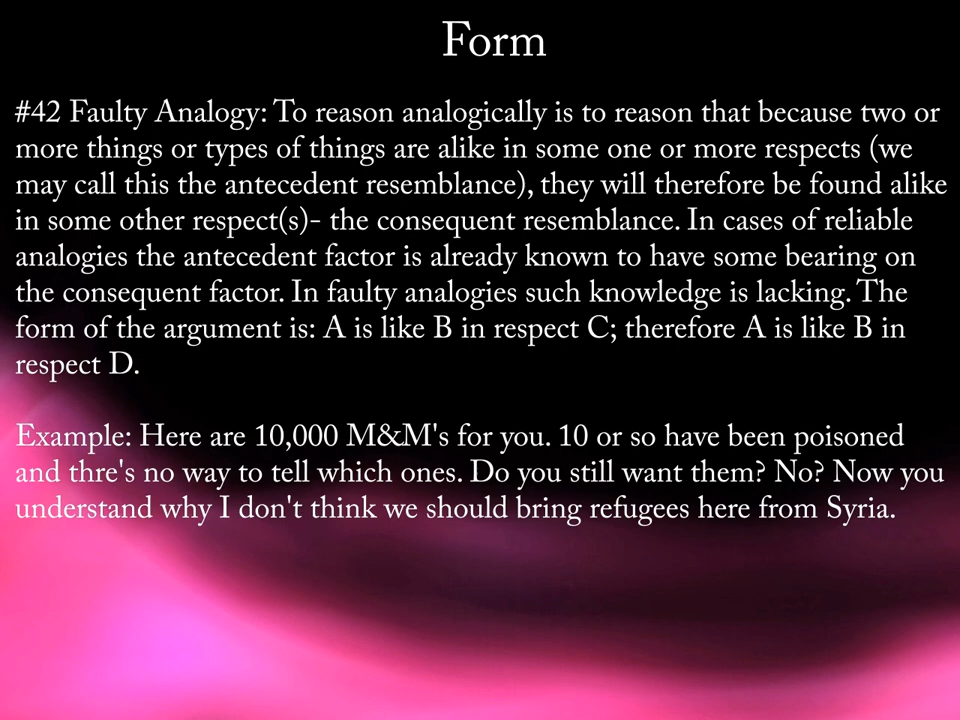 Form
#42 Faulty Analogy: To reason analogically is to reason that because two or
more things or types of things are alike in some one or more respects (we
may call this the antecedent resemblance), they will therefore be found alike
in some other respect(s)- the consequent resemblance. In cases of reliable
analogies the antecedent factor is already known to have some bearing on
the consequent factor. In faulty analogies such knowledge is lacking. The
form of the argument is: A is like B in respect C; therefore A is like B in
respect D.
Example: Here are 10,000 M&M's for you. 10 or so have been poisoned
and thre's no way to tell which ones. Do you still want them? No? Now you
understand why I don't think we should bring refugees here from Syria.